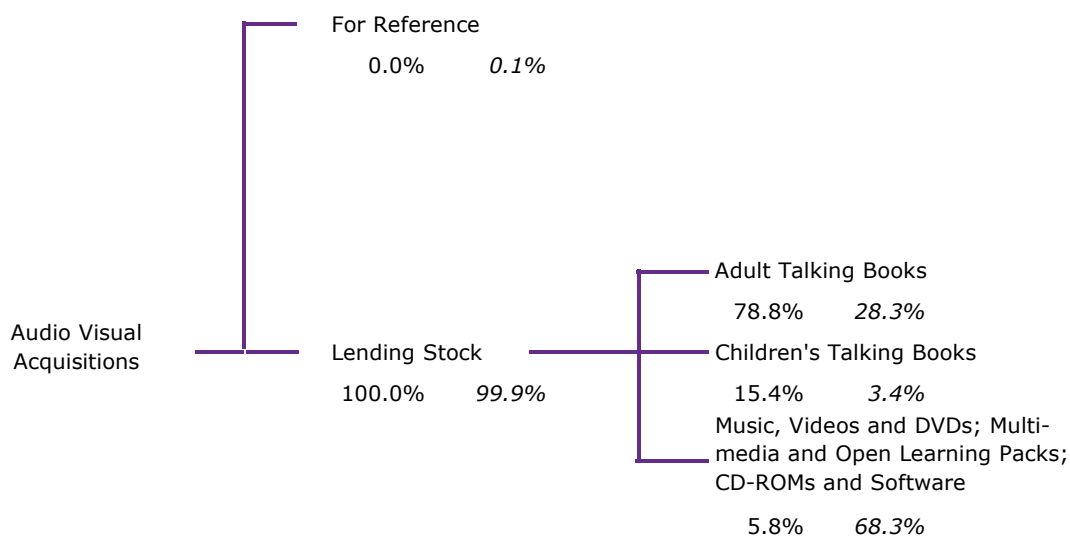 For Reference
0.0% 0.1%
Audio Visual
Acquisitions
Lending Stock
100.0% 99.9%
Adult Talking Books
78.8% 28.3%
Children's Talking Books
15.4% 3.4%
Music, Videos and DVDs; Multi-
media and Open Learning Packs;
CD-ROMs and Software
5.8% 68.3%